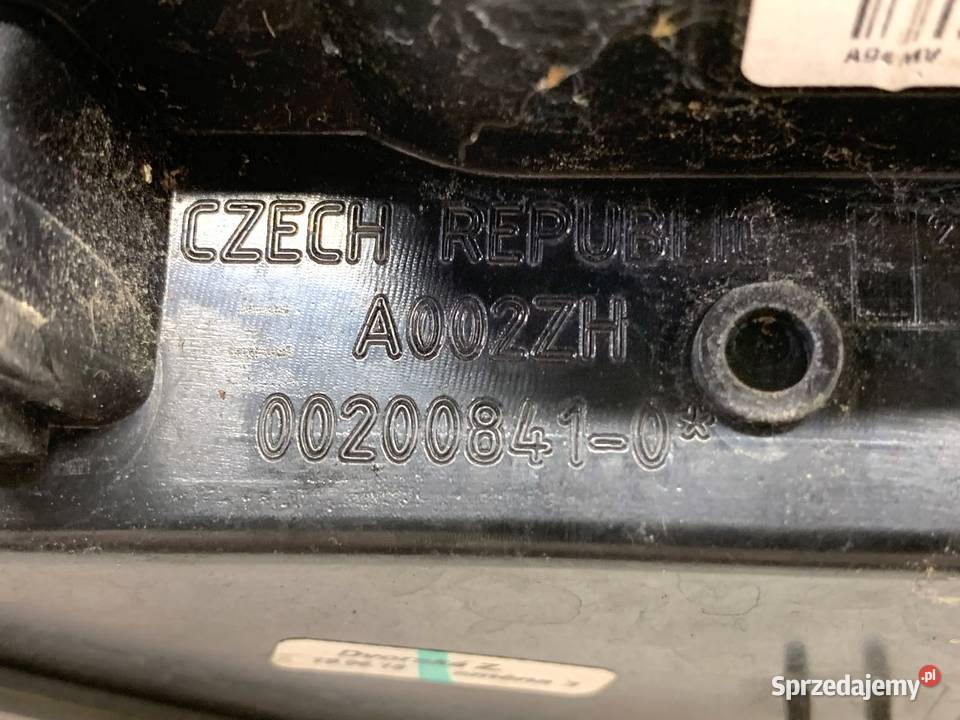 CZECH REPUBLIC
A002ZH
00200841-0*
Sprzedajemy.pl